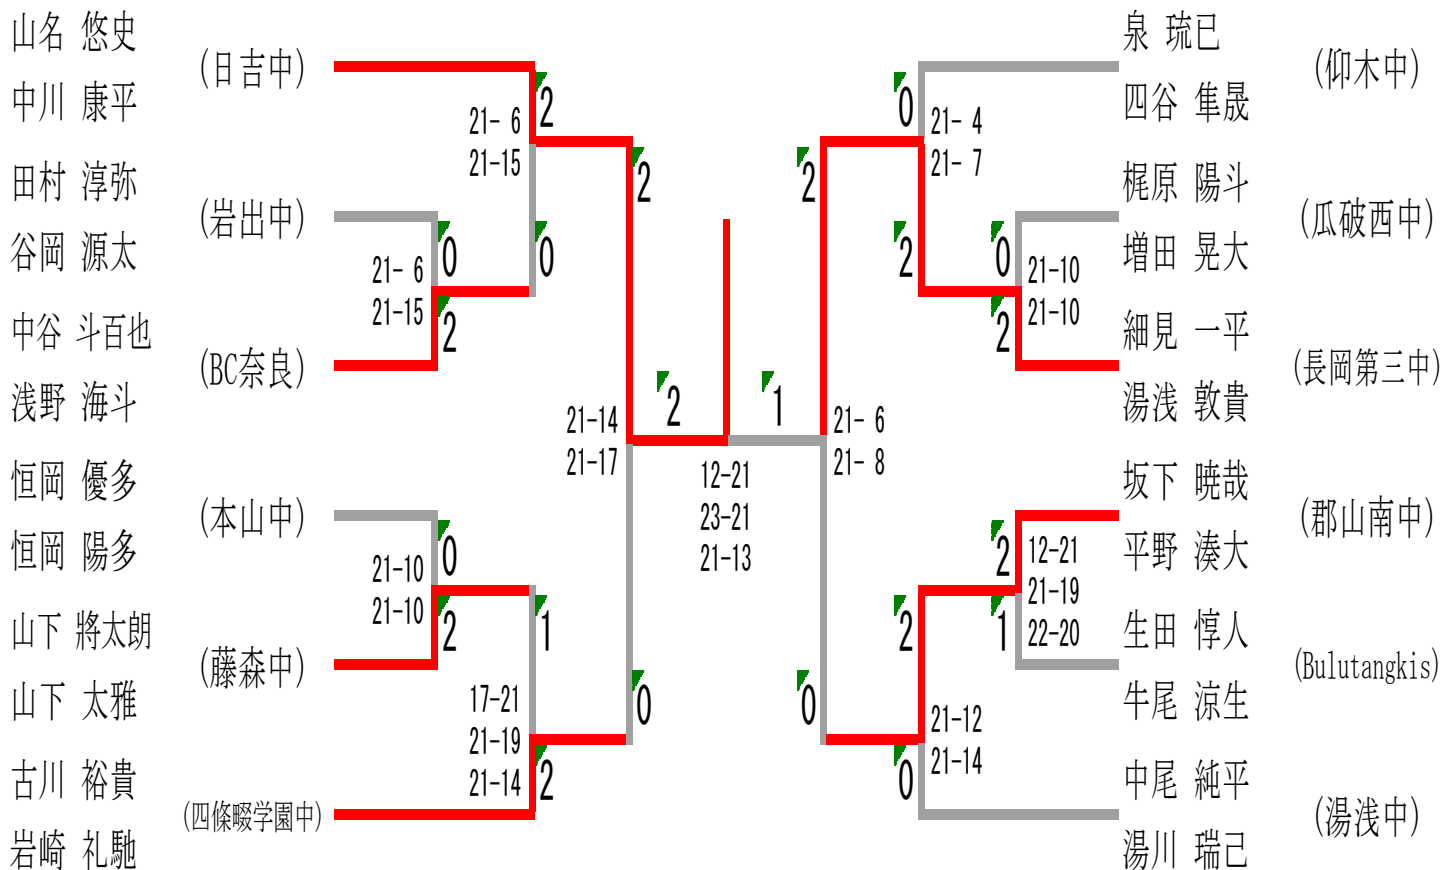 山名 悠史
(日吉中)
中川 康平
田村 淳弥
(岩出中)
谷岡 源太
中谷 斗百也
(BC奈良)
浅野 海斗
恒岡 優多
(本山中)
恒岡 陽多
山下 將太朗
(藤森中)
山下 太雅
古川 裕貴
(四條畷学園中)
岩崎 礼馳
2
21- 6
21-15
0
0
21- 6
21-15
2
2
21-14
21-17
0
21-10
21-10
2
1
17-21
21-19
21-14
2
0
2
1
12-21
23-21
21-13
0
21- 4
21- 7
2
2
0
21-10
21-10
2
21- 6
21- 8
2
12-21
21-19
22-20
1
2
0
21-12
21-14
0
泉 琉已
(仰木中)
四谷 隼晟
梶原 陽斗
(瓜破西中)
増田 晃大
細見 一平
(長岡第三中)
湯浅 敦貴
坂下 暁哉
(郡山南中)
平野 湊大
生田 惇人
(Bulutangkis)
牛尾 涼生
中尾 純平
(湯浅中)
湯川 瑞己